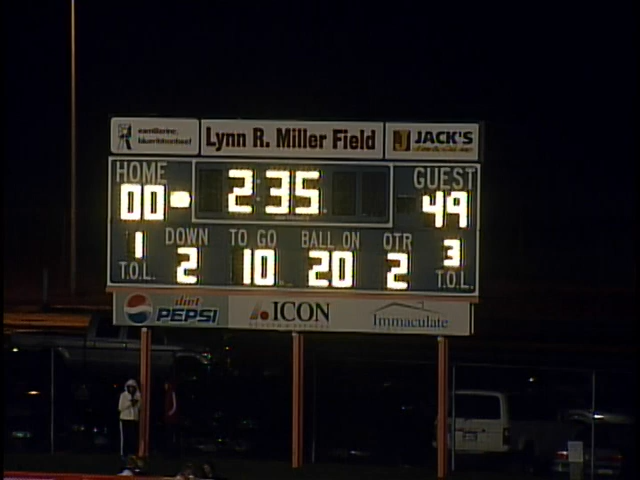 Lynn R. Miller Field
JACK'S
HOME
GUEST
00
2:35
49
1
DOWN
TO GO
BALL ON
QTR
3
T.O.L.
2
10
20
2
T.O.L.
diet
PEPSI
ICON
Immaculate